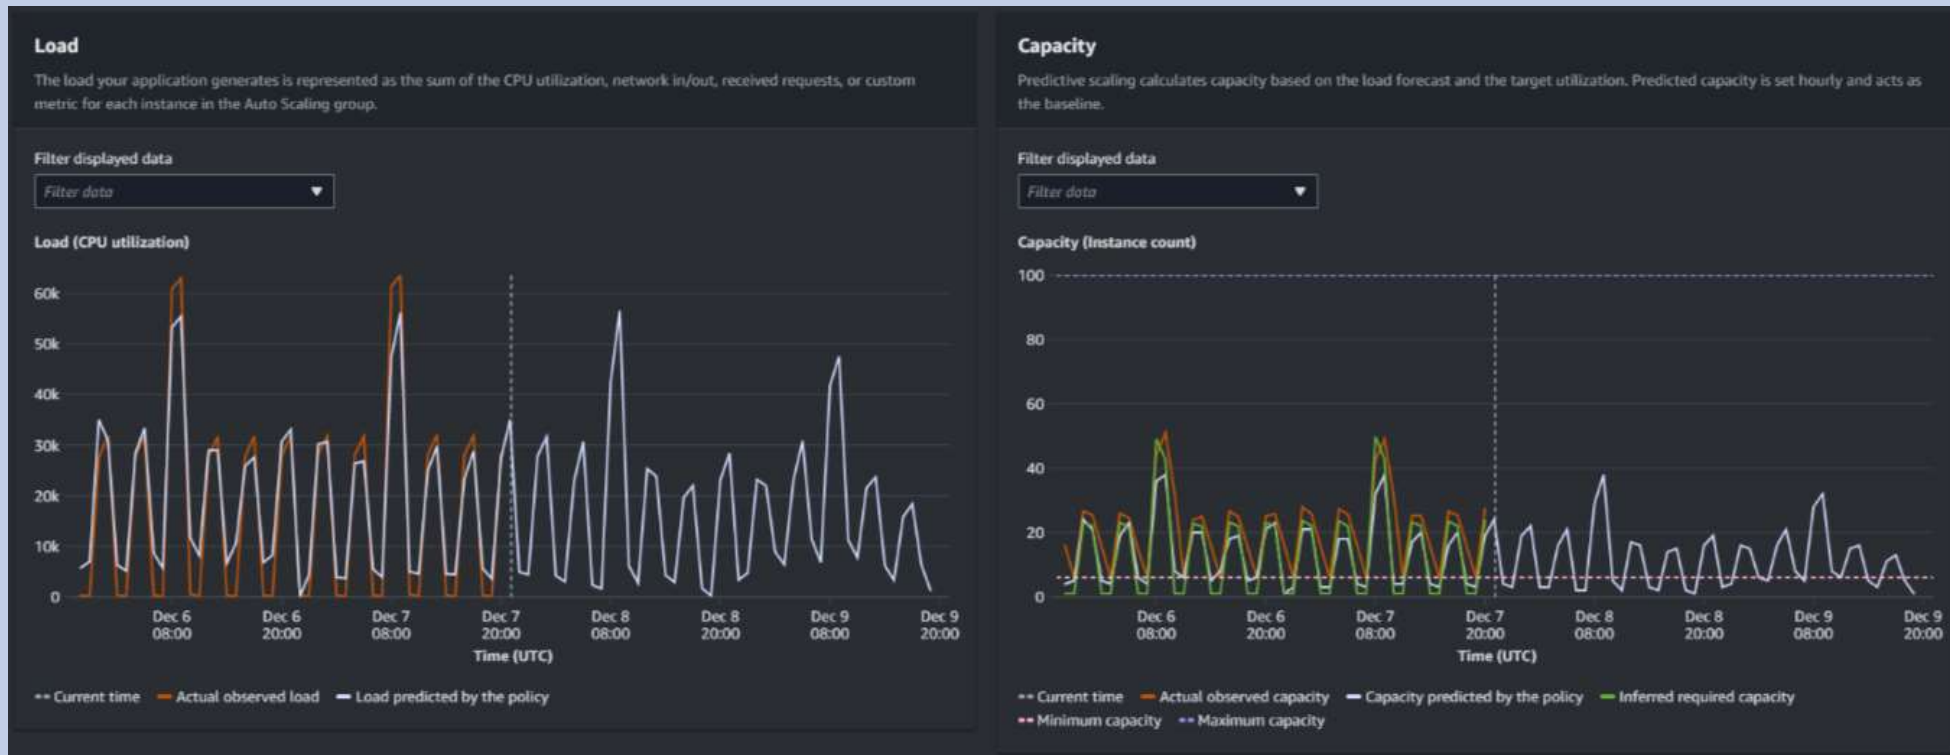 Load
The load your application generates is represented as the sum of the CPU utilization, network in/out, received requests, or custom
metric for each instance in the Auto Scaling group.
Filter displayed data
Filter data
Load (CPU utilization)
60k
50k
40k
30k
20k
10k
0
Dec 6 Dec 6 Dec 7 Dec 7 Dec 8 Dec 8 Dec 9 Dec 9
08:00 20:00 08:00 20:00 08:00 20:00 08:00 20:00
Time (UTC)
Current time Actual observed load Load predicted by the policy
Capacity
Predictive scaling calculates capacity based on the load forecast and the target utilization. Predicted capacity is set hourly and acts as
the baseline.
Filter displayed data
Filter data
Capacity (Instance count)
100
80
60
40
20
0
Dec 6 Dec 6 Dec 7 Dec 7 Dec 8 Dec 8 Dec 9 Dec 9
08:00 20:00 08:00 20:00 08:00 20:00 08:00 20:00
Time (UTC)
Current time Actual observed capacity Capacity predicted by the policy Inferred required capacity
Minimum capacity Maximum capacity